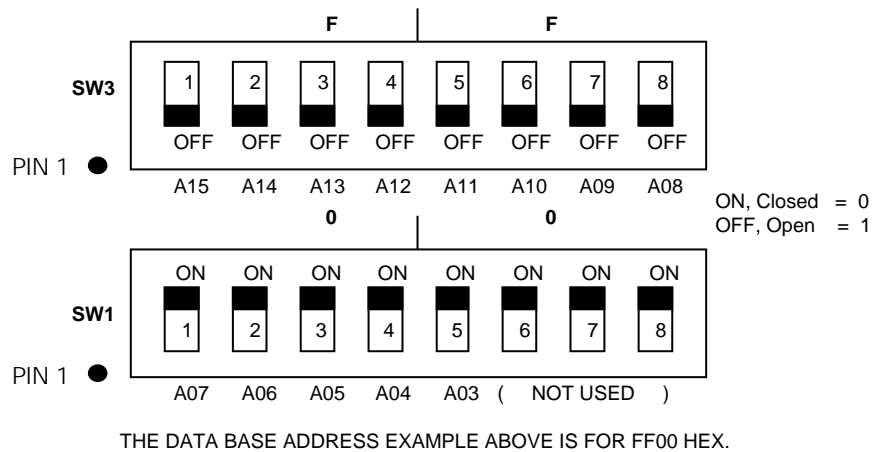 F F
SW3 1 2 3 4 5 6 7 8
OFF OFF OFF OFF OFF OFF OFF OFF
PIN 1
A15 A14 A13 A12 A11 A10 A09 A08
ON, Closed = 0
0 0
OFF, Open = 1
ON ON ON ON ON ON ON ON
SW1 1 2 3 4 5 6 7 8
PIN 1
A07 A06 A05 A04 A03 ( NOT USED )
THE DATA BASE ADDRESS EXAMPLE ABOVE IS FOR FF00 HEX.